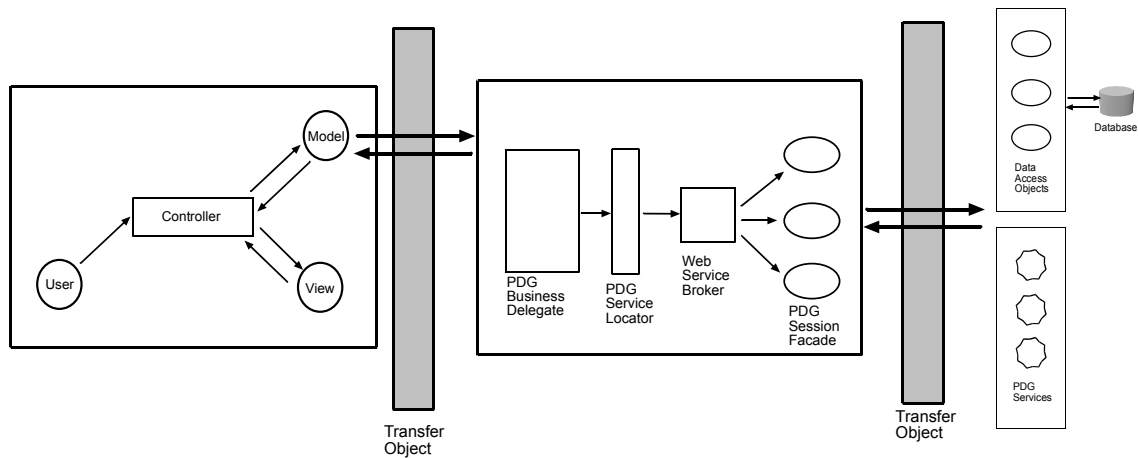 Model
Controller
User
View
Transfer
Object
PDG
Business
Delegate
PDG
Service
Locator
Web
Service
Broker
PDG
Session
Facade
Transfer
Object
Data
Access
Objects
Database
PDG
Services